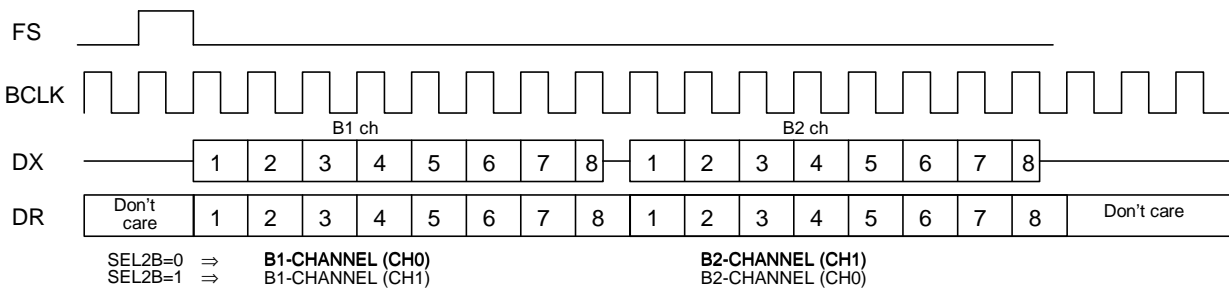 FS
BCLK
B1 ch B2 ch
DX 1 2 3 4 5 6 7 8 1 2 3 4 5 6 7 8
DR Don't care 1 2 3 4 5 6 7 8 1 2 3 4 5 6 7 8 Don't care
SEL2B=0 ⇒ B1-CHANNEL (CH0) B2-CHANNEL (CH1)
SEL2B=1 ⇒ B1-CHANNEL (CH1) B2-CHANNEL (CH0)